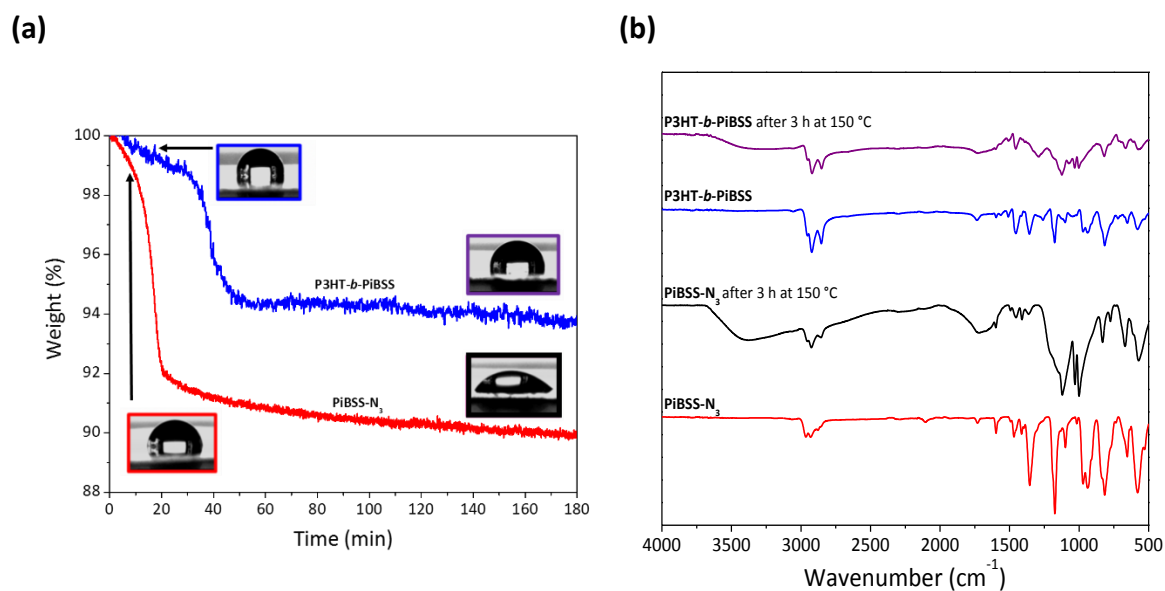 (a)
100
98
96
94
92
90
88
Weight (%)
P3HT-b-PiBSS
PiBSS-N3
0 20 40 60 80 100 120 140 160 180
Time (min)
(b)
P3HT-b-PiBSS after 3 h at 150 °C
P3HT-b-PiBSS
PiBSS-N3 after 3 h at 150 °C
PiBSS-N3
4000 3500 3000 2500 2000 1500 1000 500
Wavenumber (cm-1)